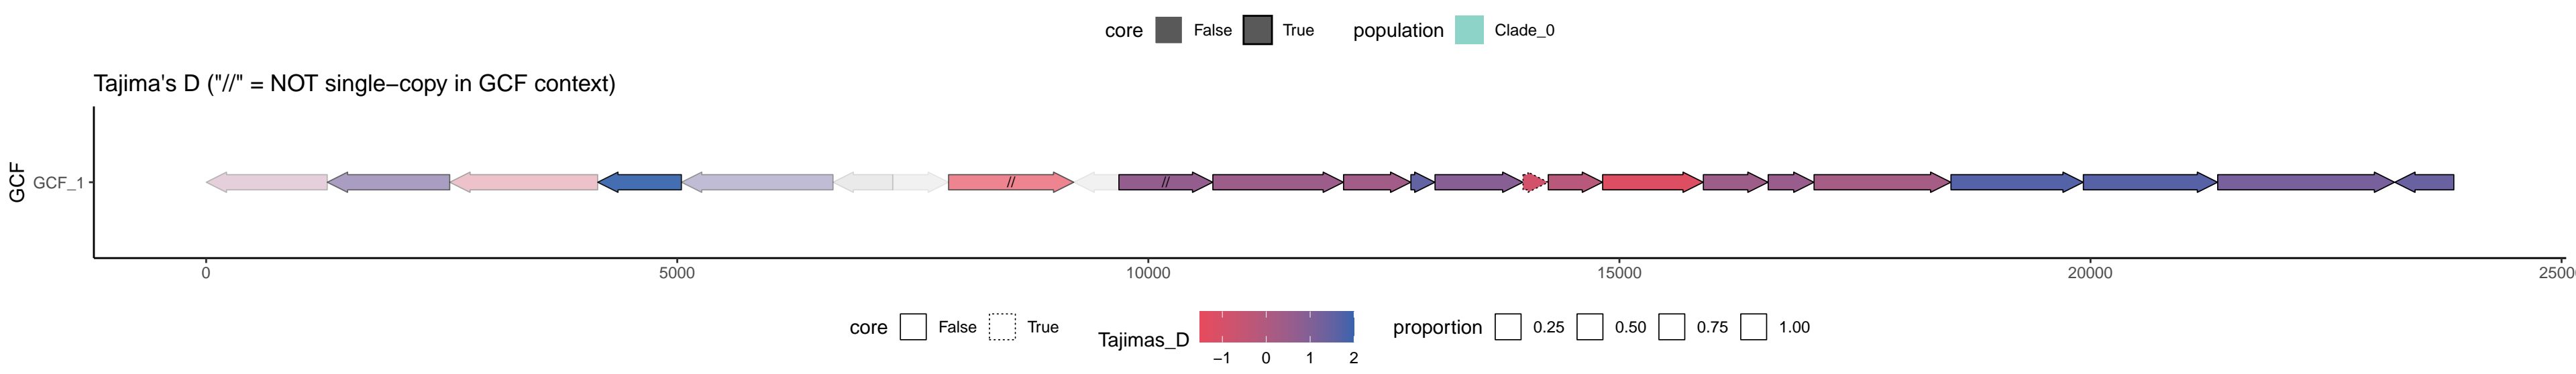 core False True population Clade_0
Tajima's D ("//" = NOT single−copy in GCF context)
GCF
GCF_1
// //
0 5000 10000 15000 20000 2500
core False True Tajimas_D −1 0 1 2 proportion 0.25 0.50 0.75 1.00